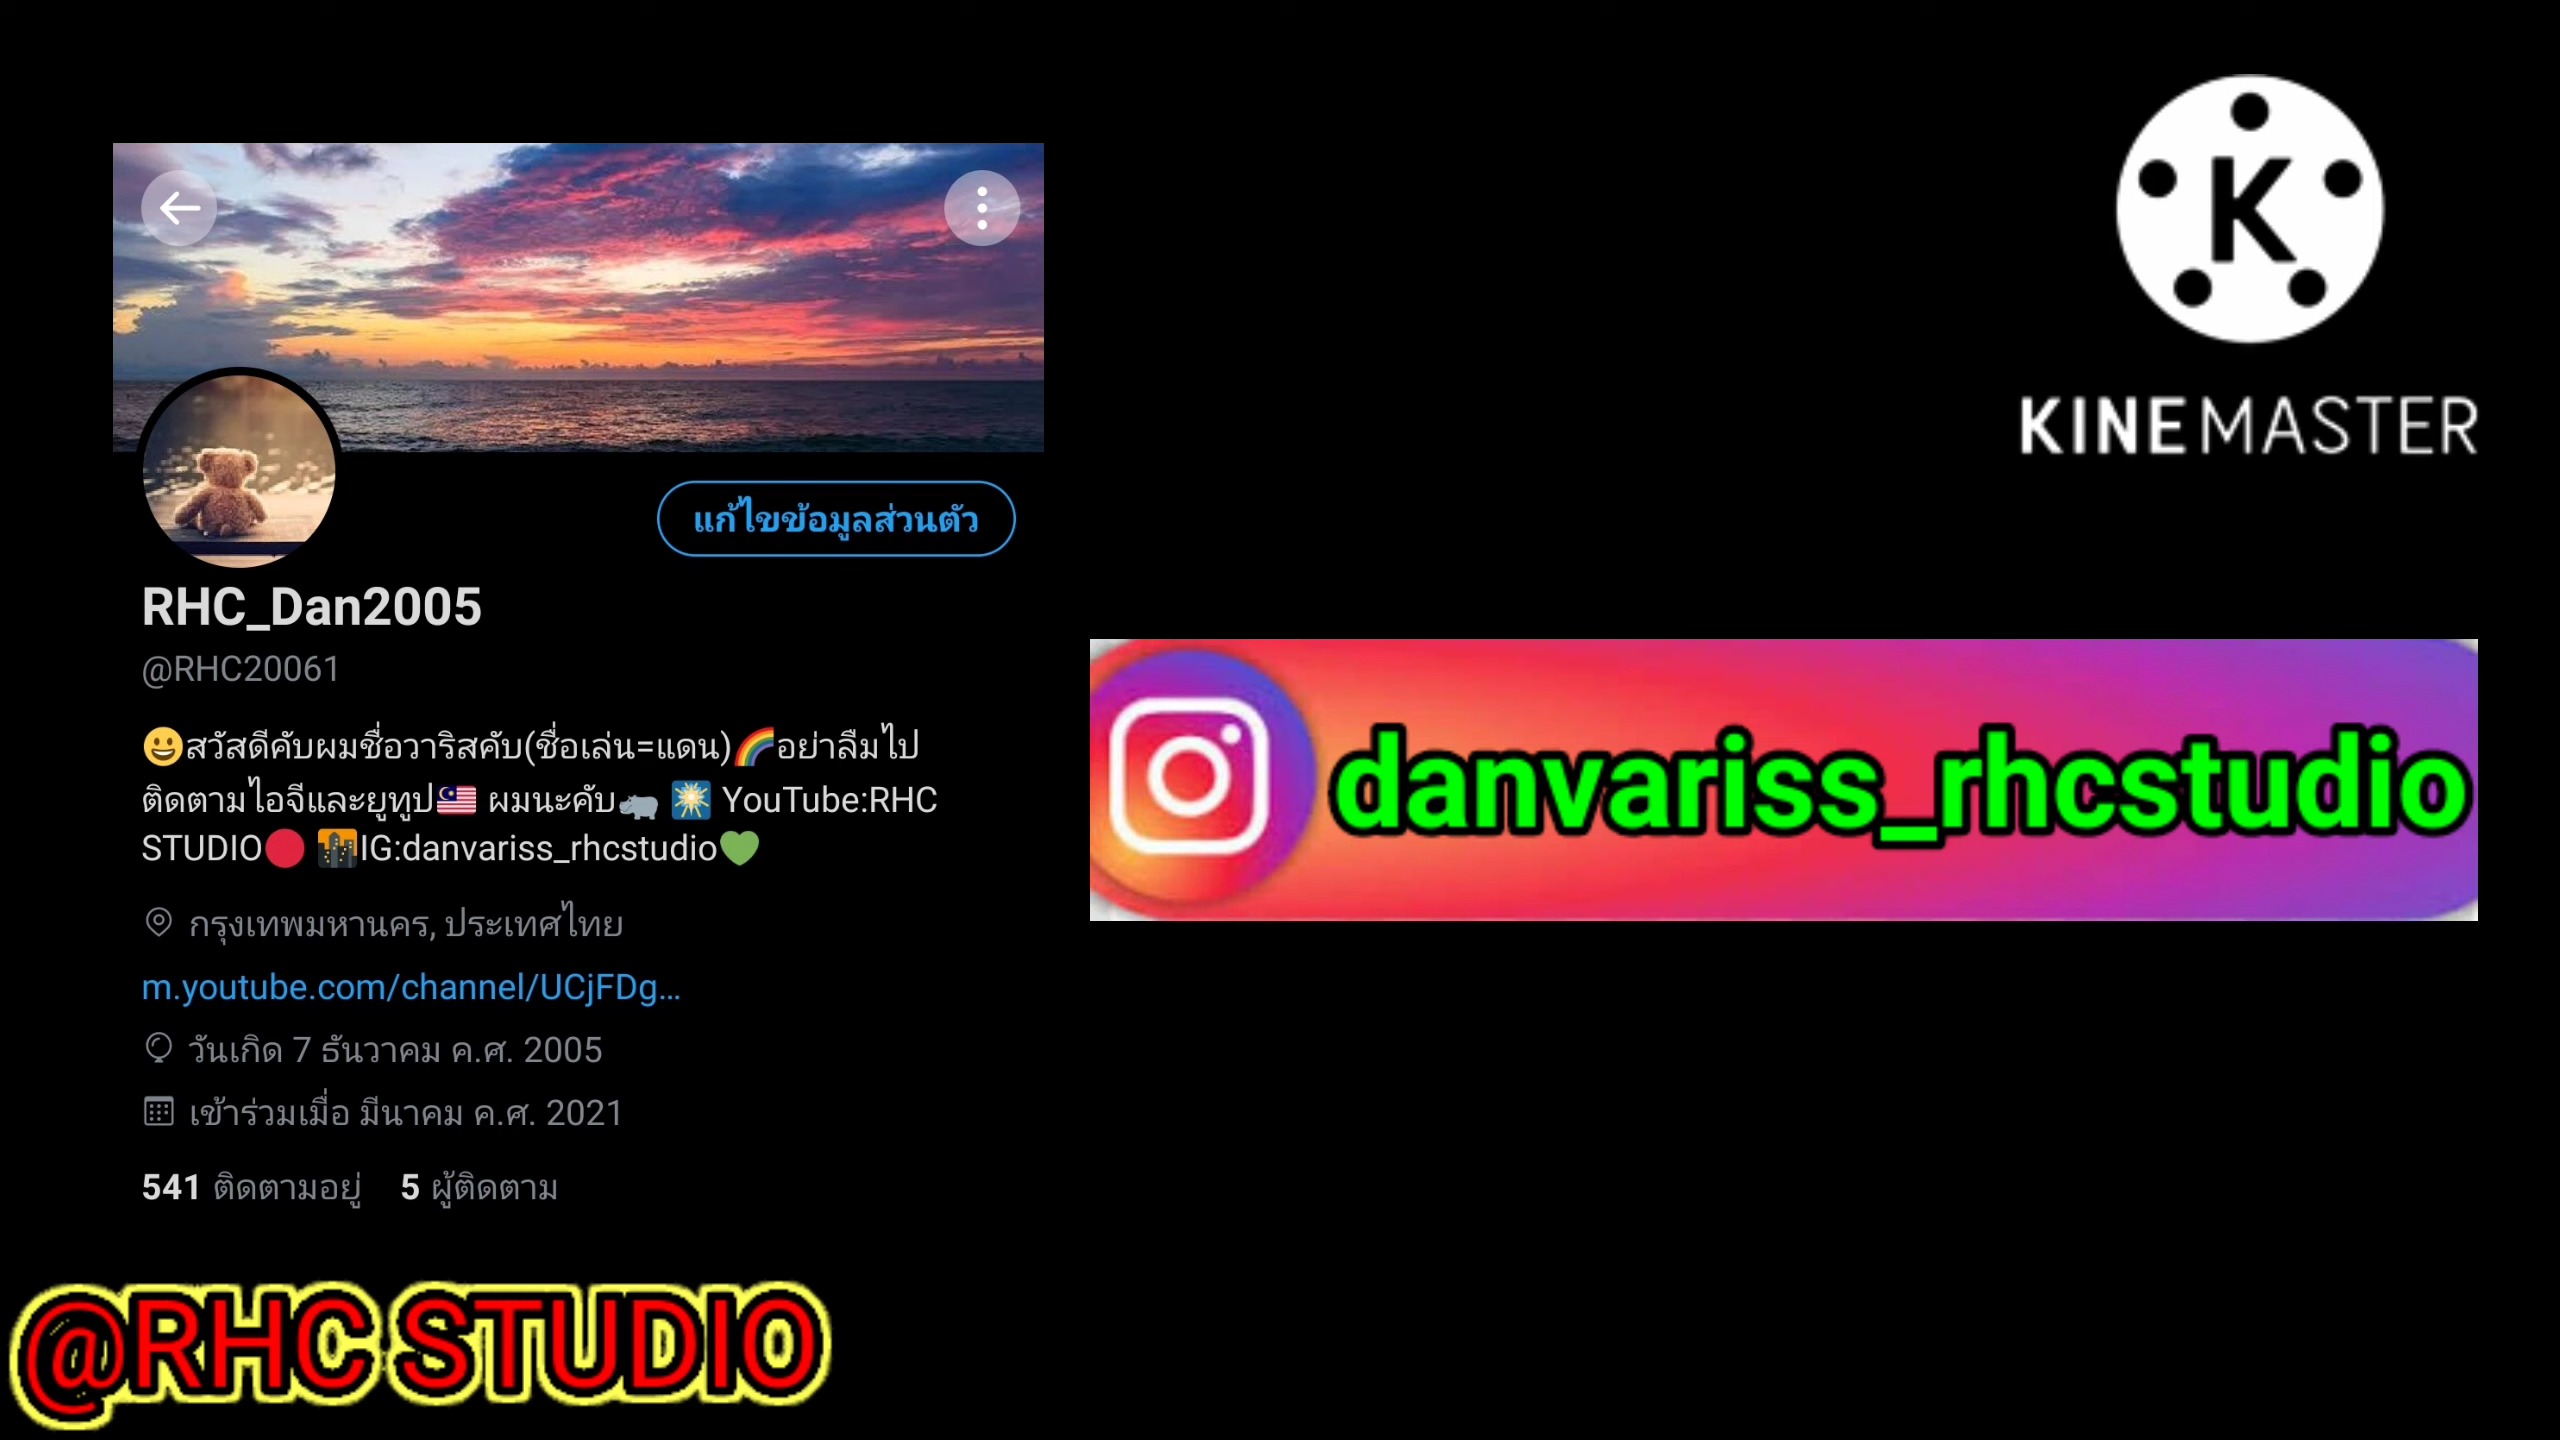 K
KINEMASTER
แก้ไขข้อมูลส่วนตัว
RHC_Dan2005
@RHC20061
😀สวัสดีคับผมชื่อวาริสคับ(ชื่อเล่น=แดน)🌈อย่าลืมไป
ติดตามไอจีและยูทูป🇲🇾 ผมนะคับ🦛 🎇 YouTube:RHC
STUDIO🔴 🌆IG:danvariss_rhcstudio💚
กรุงเทพมหานคร, ประเทศไทย
m.youtube.com/channel/UCjFDg...
วันเกิด 7 ธันวาคม ค.ศ. 2005
เข้าร่วมเมื่อ มีนาคม ค.ศ. 2021
541 ติดตามอยู่ 5 ผู้ติดตาม
danvariss_rhcstudio
@RHC STUDIO